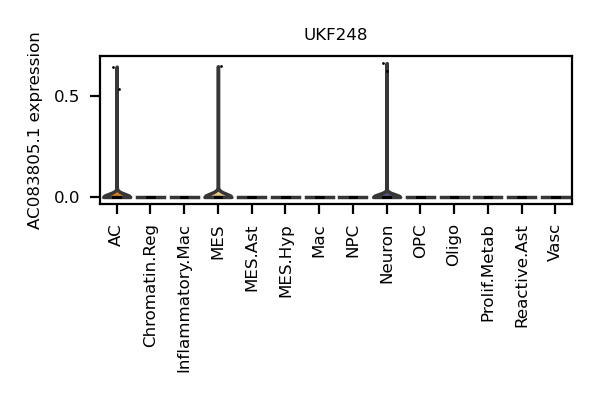 UKF248
AC083805.1 expression
0.5
0.0
AC
Chromatin.Reg
Inflammatory.Mac
MES
MES.Ast
MES.Hyp
Mac
NPC
Neuron
OPC
Oligo
Prolif.Metab
Reactive.Ast
Vasc